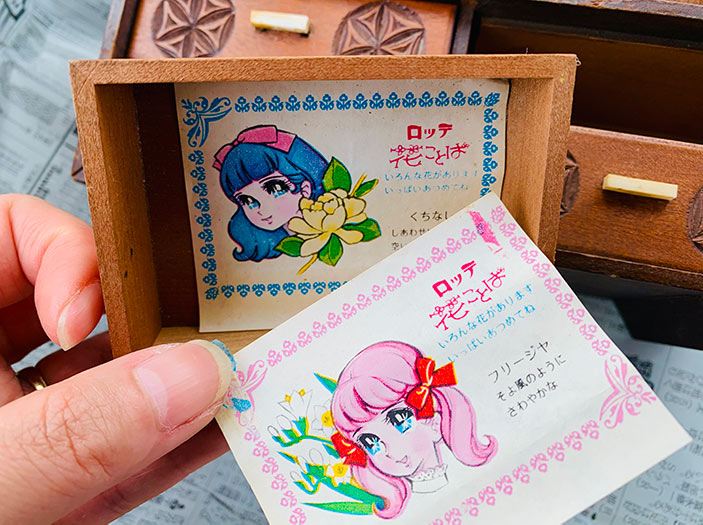 ロッテ
花ことば
いろんな花があります
いっぱいあつめてね
くちなし
しあわせ
ロッテ
花ことば
いろんな花があります
いっぱいあつめてね
フリージヤ
そよ風のように
さわやかな